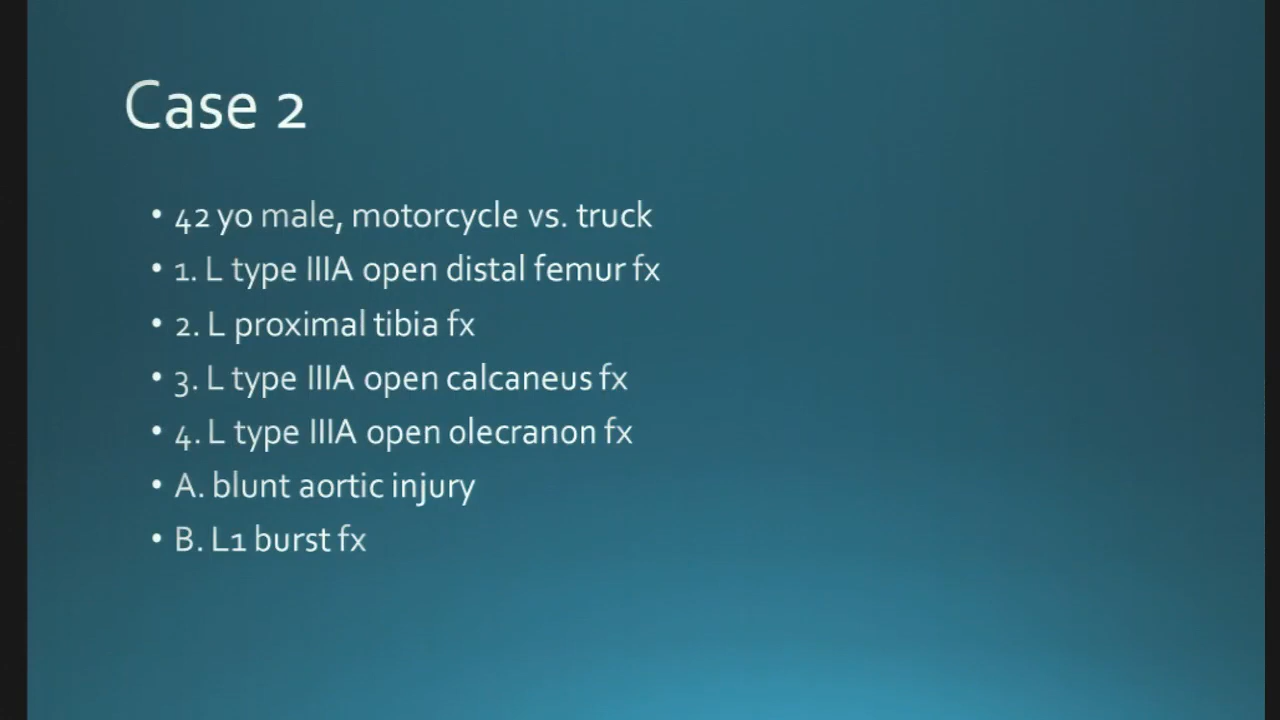 Case 2
• 42 yo male, motorcycle vs. truck
• 1. L type IIIA open distal femur fx
• 2. L proximal tibia fx
• 3. L type IIIA open calcaneus fx
• 4. L type IIIA open olecranon fx
• A. blunt aortic injury
• B. L1 burst fx